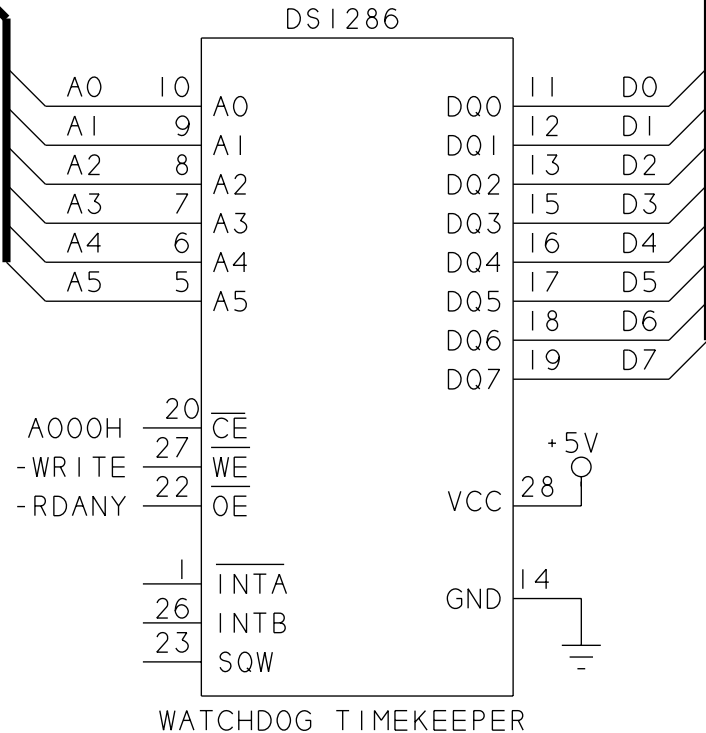 DS1286
A0 10 A0 DQ0 11 D0
A1 9 A1 DQ1 12 D1
A2 8 A2 DQ2 13 D2
A3 7 A3 DQ3 15 D3
A4 6 A4 DQ4 16 D4
A5 5 A5 DQ5 17 D5
DQ6 18 D6
DQ7 19 D7
A000H 20 CE
-WRITE 27 WE
+5V
-RDANY 22 OE VCC 28
1 INTA GND 14
26 INTB
23 SQW
WATCHDOG TIMEKEEPER